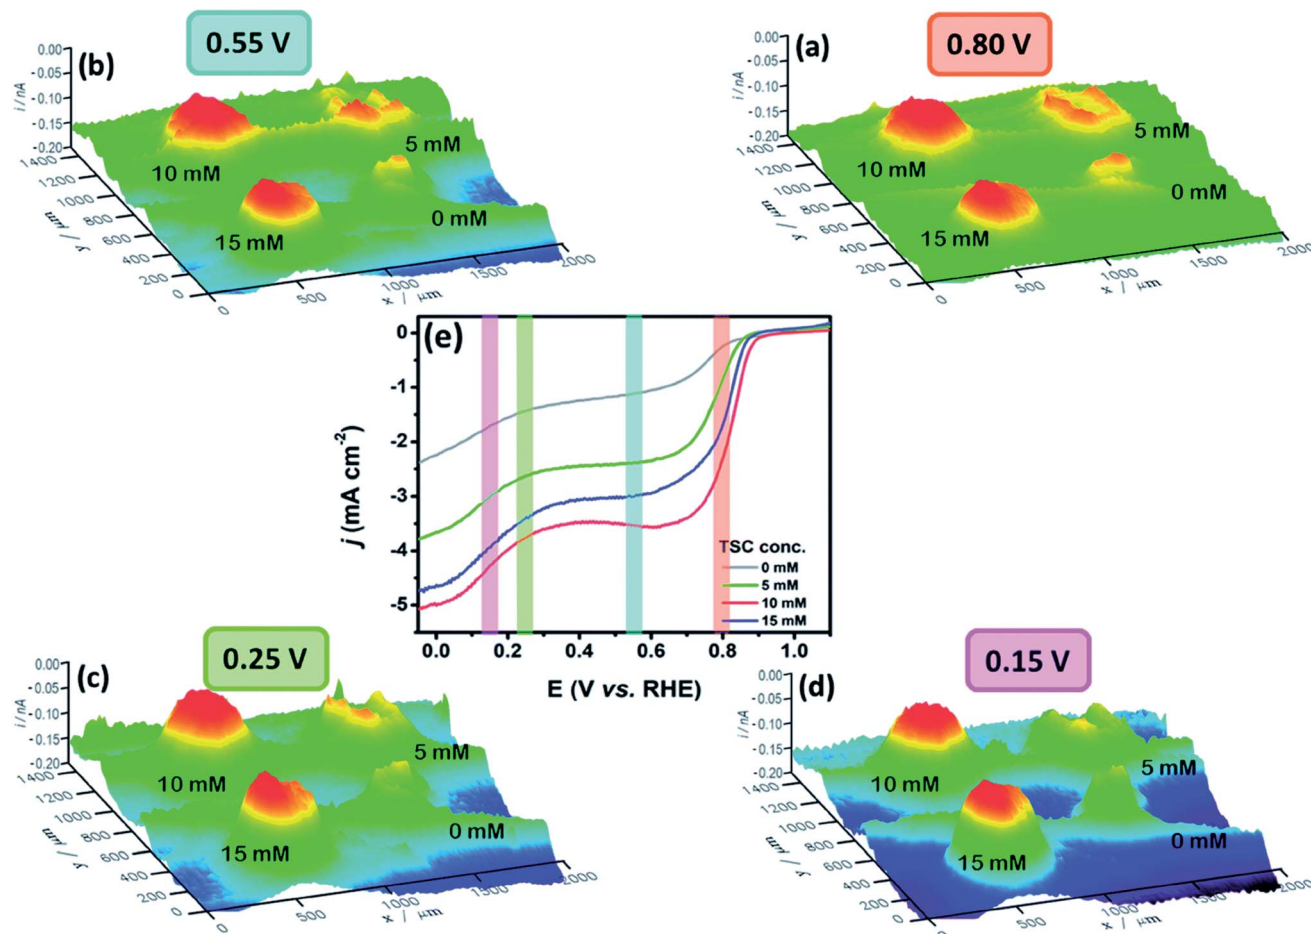 0.55 V
(b)
i/nA
0.00
-0.05
-0.10
-0.15
-0.20
1400
1200
1000
800
600
400
200
0
y / µm
0
500
1000
1500
2000
x / µm
10 mM
5 mM
15 mM
0 mM
0.80 V
(a)
i/nA
0.00
-0.05
-0.10
-0.15
-0.20
1400
1200
1000
800
600
400
200
0
y / µm
0
500
1000
1500
2000
x / µm
10 mM
5 mM
15 mM
0 mM
(e)
j (mA cm-2)
0
-1
-2
-3
-4
-5
TSC conc.
0 mM
5 mM
10 mM
15 mM
0.0 0.2 0.4 0.6 0.8 1.0
E (V vs. RHE)
0.25 V
(c)
i/nA
0.00
-0.05
-0.10
-0.15
-0.20
1400
1200
1000
800
600
400
200
0
y / µm
0
500
1000
1500
2000
x / µm
10 mM
5 mM
15 mM
0 mM
0.15 V
(d)
i/nA
0.00
-0.05
-0.10
-0.15
-0.20
1400
1200
1000
800
600
400
200
0
y / µm
0
500
1000
1500
2000
x / µm
10 mM
5 mM
15 mM
0 mM